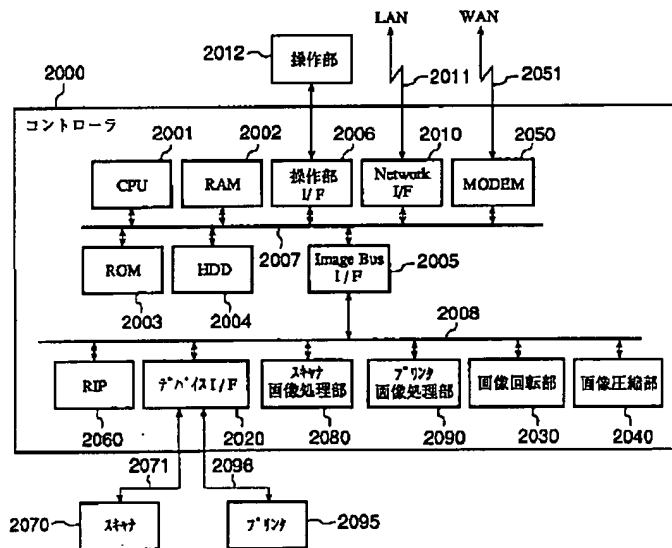 LAN
WAN
2012
操作部
2011
2051
2000
コントローラ
2001
2002
2006
2010
2050
CPU
RAM
操作部
I/F
Network
I/F
MODEM
2007
ROM
HDD
Image Bus
I/F
2005
2003
2004
2008
RIP
デバイスI/F
スキャナ
画像処理部
プリンタ
画像処理部
画像回転部
画像圧縮部
2060
2020
2080
2090
2030
2040
2071
2096
2070
スキャナ
プリンタ
2095